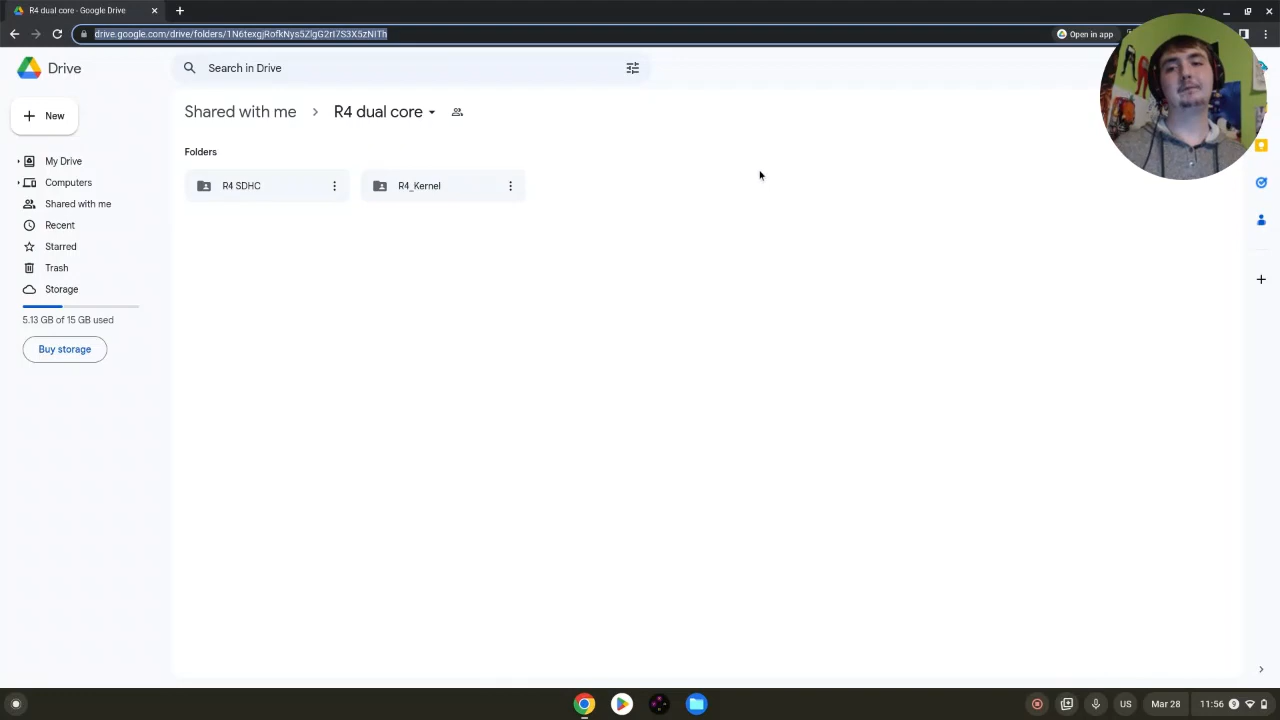 R4 dual core - Google Drive
drive.google.com/drive/folders/1N6texgjRofkNys5ZlgG2rI7S3X5zNITh
Open in app
Drive
Search in Drive
New
Shared with me > R4 dual core
Folders
R4 SDHC
R4_Kernel
My Drive
Computers
Shared with me
Recent
Starred
Trash
Storage
5.13 GB of 15 GB used
Buy storage
US
Mar 28
11:56
9